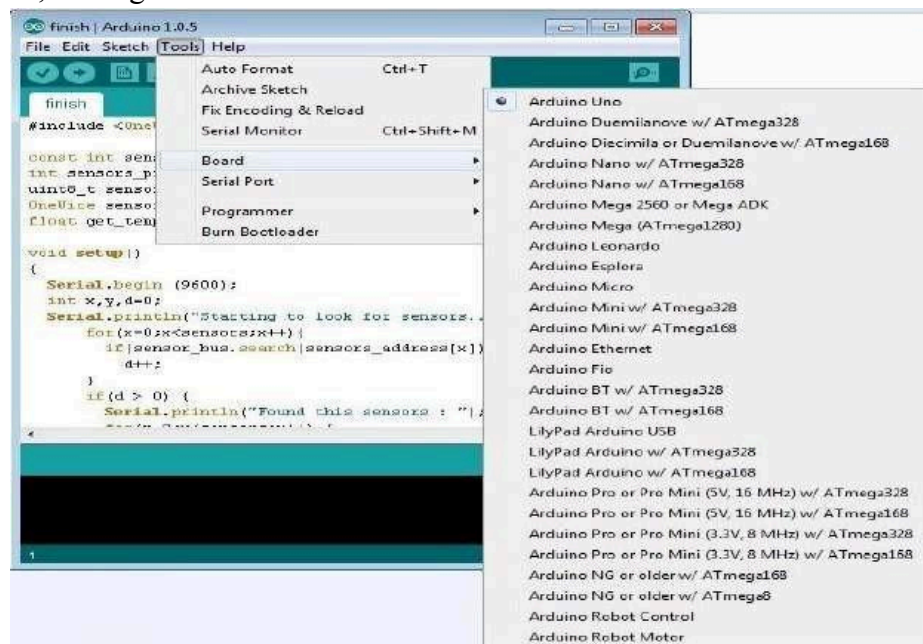 finish | Arduino 1.0.5
File Edit Sketch Tools Help
Auto Format Ctrl+T
Archive Sketch
Fix Encoding & Reload
Serial Monitor Ctrl+Shift+M
Board
Serial Port
Programmer
Burn Bootloader
finish
#include <One
const int sens
int sensors_p
uint8_t senso
OneWire senso
float get_tem
void setup()
{
Serial.begin (9600);
int x,y,d=0;
Serial.println("Starting to look for sensors..
for(x=0;x<sensors;x++){
if(sensor_bus.search(sensors_address[x])
d++;
}
if(d > 0) {
Serial.println("Found this sensors : ");
1
Arduino Uno
Arduino Duemilanove w/ ATmega328
Arduino Diecimila or Duemilanove w/ ATmega168
Arduino Nano w/ ATmega328
Arduino Nano w/ ATmega168
Arduino Mega 2560 or Mega ADK
Arduino Mega (ATmega1280)
Arduino Leonardo
Arduino Esplora
Arduino Micro
Arduino Mini w/ ATmega328
Arduino Mini w/ ATmega168
Arduino Ethernet
Arduino Fio
Arduino BT w/ ATmega328
Arduino BT w/ ATmega168
LilyPad Arduino USB
LilyPad Arduino w/ ATmega328
LilyPad Arduino w/ ATmega168
Arduino Pro or Pro Mini (5V, 16 MHz) w/ ATmega328
Arduino Pro or Pro Mini (5V, 16 MHz) w/ ATmega168
Arduino Pro or Pro Mini (3.3V, 8 MHz) w/ ATmega328
Arduino Pro or Pro Mini (3.3V, 8 MHz) w/ ATmega168
Arduino NG or older w/ ATmega168
Arduino NG or older w/ ATmega8
Arduino Robot Control
Arduino Robot Motor